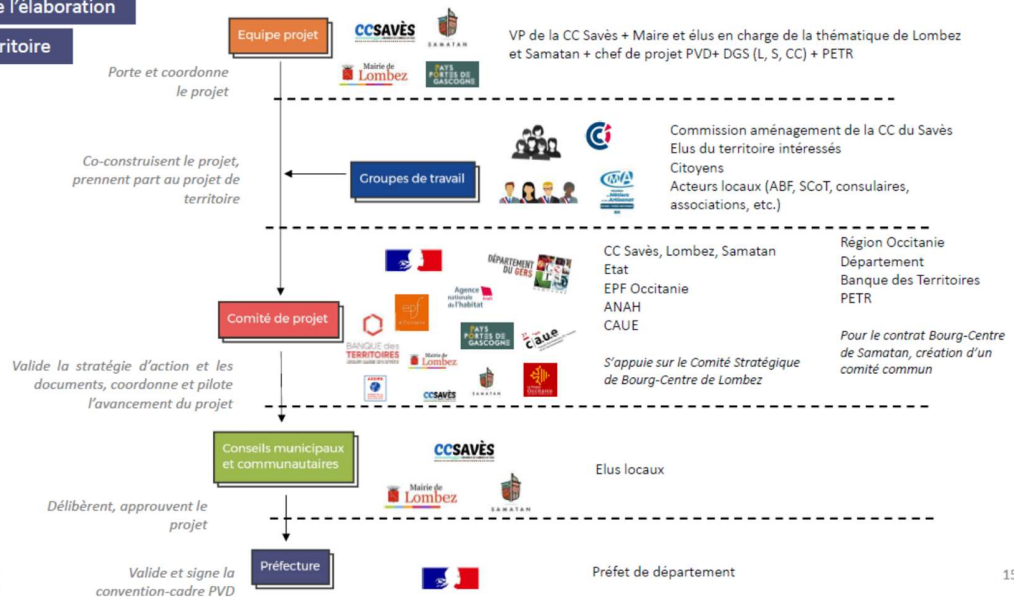 e l'élaboration
ritoire
Equipe projet
CCSAVÈS
SAMATAN
Mairie de
Lombez
PAYS
PORTES DE
GASCOGNE
VP de la CC Savès + Maire et élus en charge de la thématique de Lombez
et Samatan + chef de projet PVD+ DGS (L, S, CC) + PETR
Porte et coordonne
le projet
Co-construisent le projet,
prennent part au projet de
territoire
Groupes de travail
CCi
CMA
Commission aménagement de la CC du Savès
Elus du territoire intéressés
Citoyens
Acteurs locaux (ABF, SCoT, consulaires,
associations, etc.)
Comité de projet
DÉPARTEMENT
DU GERS
Agence
nationale
de l'habitat
epf
BANQUE des
TERRITOIRES
PAYS
PORTES DE
GASCOGNE
c|a.u.e
Mairie de
Lombez
CCSAVÈS
SAMATAN
CC Savès, Lombez, Samatan
Etat
EPF Occitanie
ANAH
CAUE
S'appuie sur le Comité Stratégique
de Bourg-Centre de Lombez
Région Occitanie
Département
Banque des Territoires
PETR
Pour le contrat Bourg-Centre
de Samatan, création d'un
comité commun
Valide la stratégie d'action et les
documents, coordonne et pilote
l'avancement du projet
Conseils municipaux
et communautaires
CCSAVÈS
Mairie de
Lombez
SAMATAN
Elus locaux
Délibèrent, approuvent le
projet
Préfecture
Préfet de département
Valide et signe la
convention-cadre PVD
15